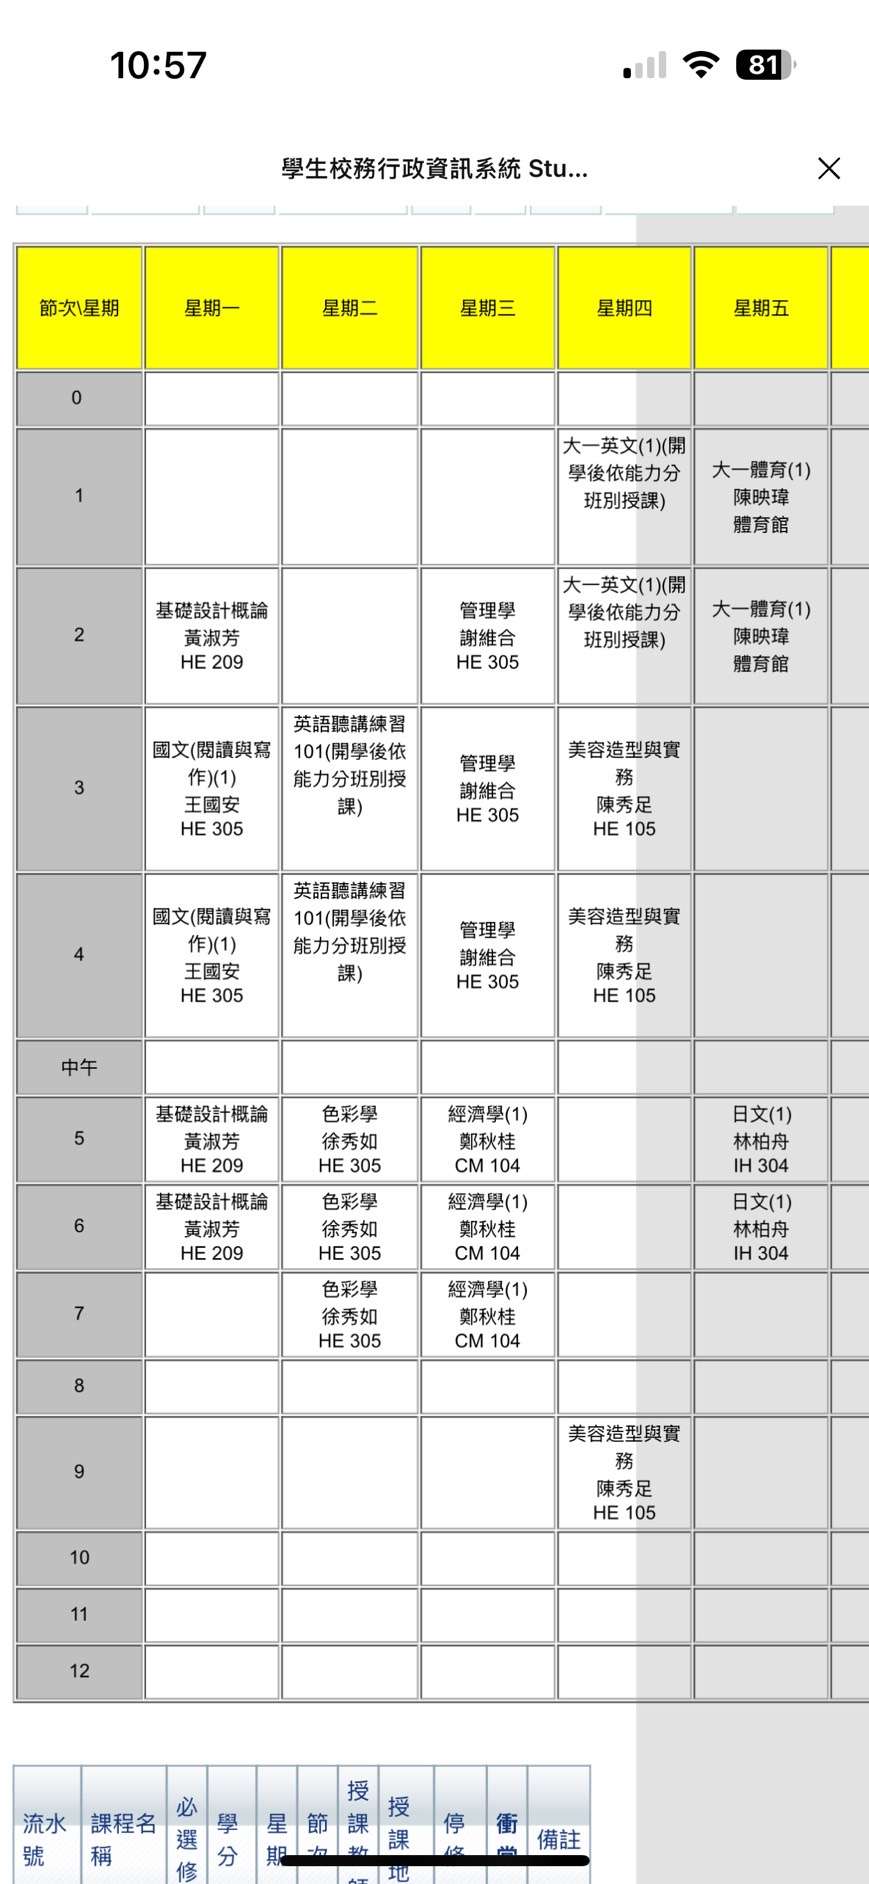 10:57
81
學生校務行政資訊系統 Stu...
節次\星期 星期一 星期二 星期三 星期四 星期五
0
1
大一英文(1)(開
學後依能力分
班別授課)
大一體育(1)
陳映瑋
體育館
2
基礎設計概論
黃淑芳
HE 209
管理學
謝維合
HE 305
大一英文(1)(開
學後依能力分
班別授課)
大一體育(1)
陳映瑋
體育館
3
國文(閱讀與寫
作)(1)
王國安
HE 305
英語聽講練習
101(開學後依
能力分班別授
課)
管理學
謝維合
HE 305
美容造型與實
務
陳秀足
HE 105
4
國文(閱讀與寫
作)(1)
王國安
HE 305
英語聽講練習
101(開學後依
能力分班別授
課)
管理學
謝維合
HE 305
美容造型與實
務
陳秀足
HE 105
中午
5
基礎設計概論
黃淑芳
HE 209
色彩學
徐秀如
HE 305
經濟學(1)
鄭秋桂
CM 104
日文(1)
林柏舟
IH 304
6
基礎設計概論
黃淑芳
HE 209
色彩學
徐秀如
HE 305
經濟學(1)
鄭秋桂
CM 104
日文(1)
林柏舟
IH 304
7
色彩學
徐秀如
HE 305
經濟學(1)
鄭秋桂
CM 104
8
9
美容造型與實
務
陳秀足
HE 105
10
11
12
流水
號
課程名
稱
必
選
修
學
分
星
期
節
次
授
課
教
師
授
課
地
停
修
衝
堂
備註